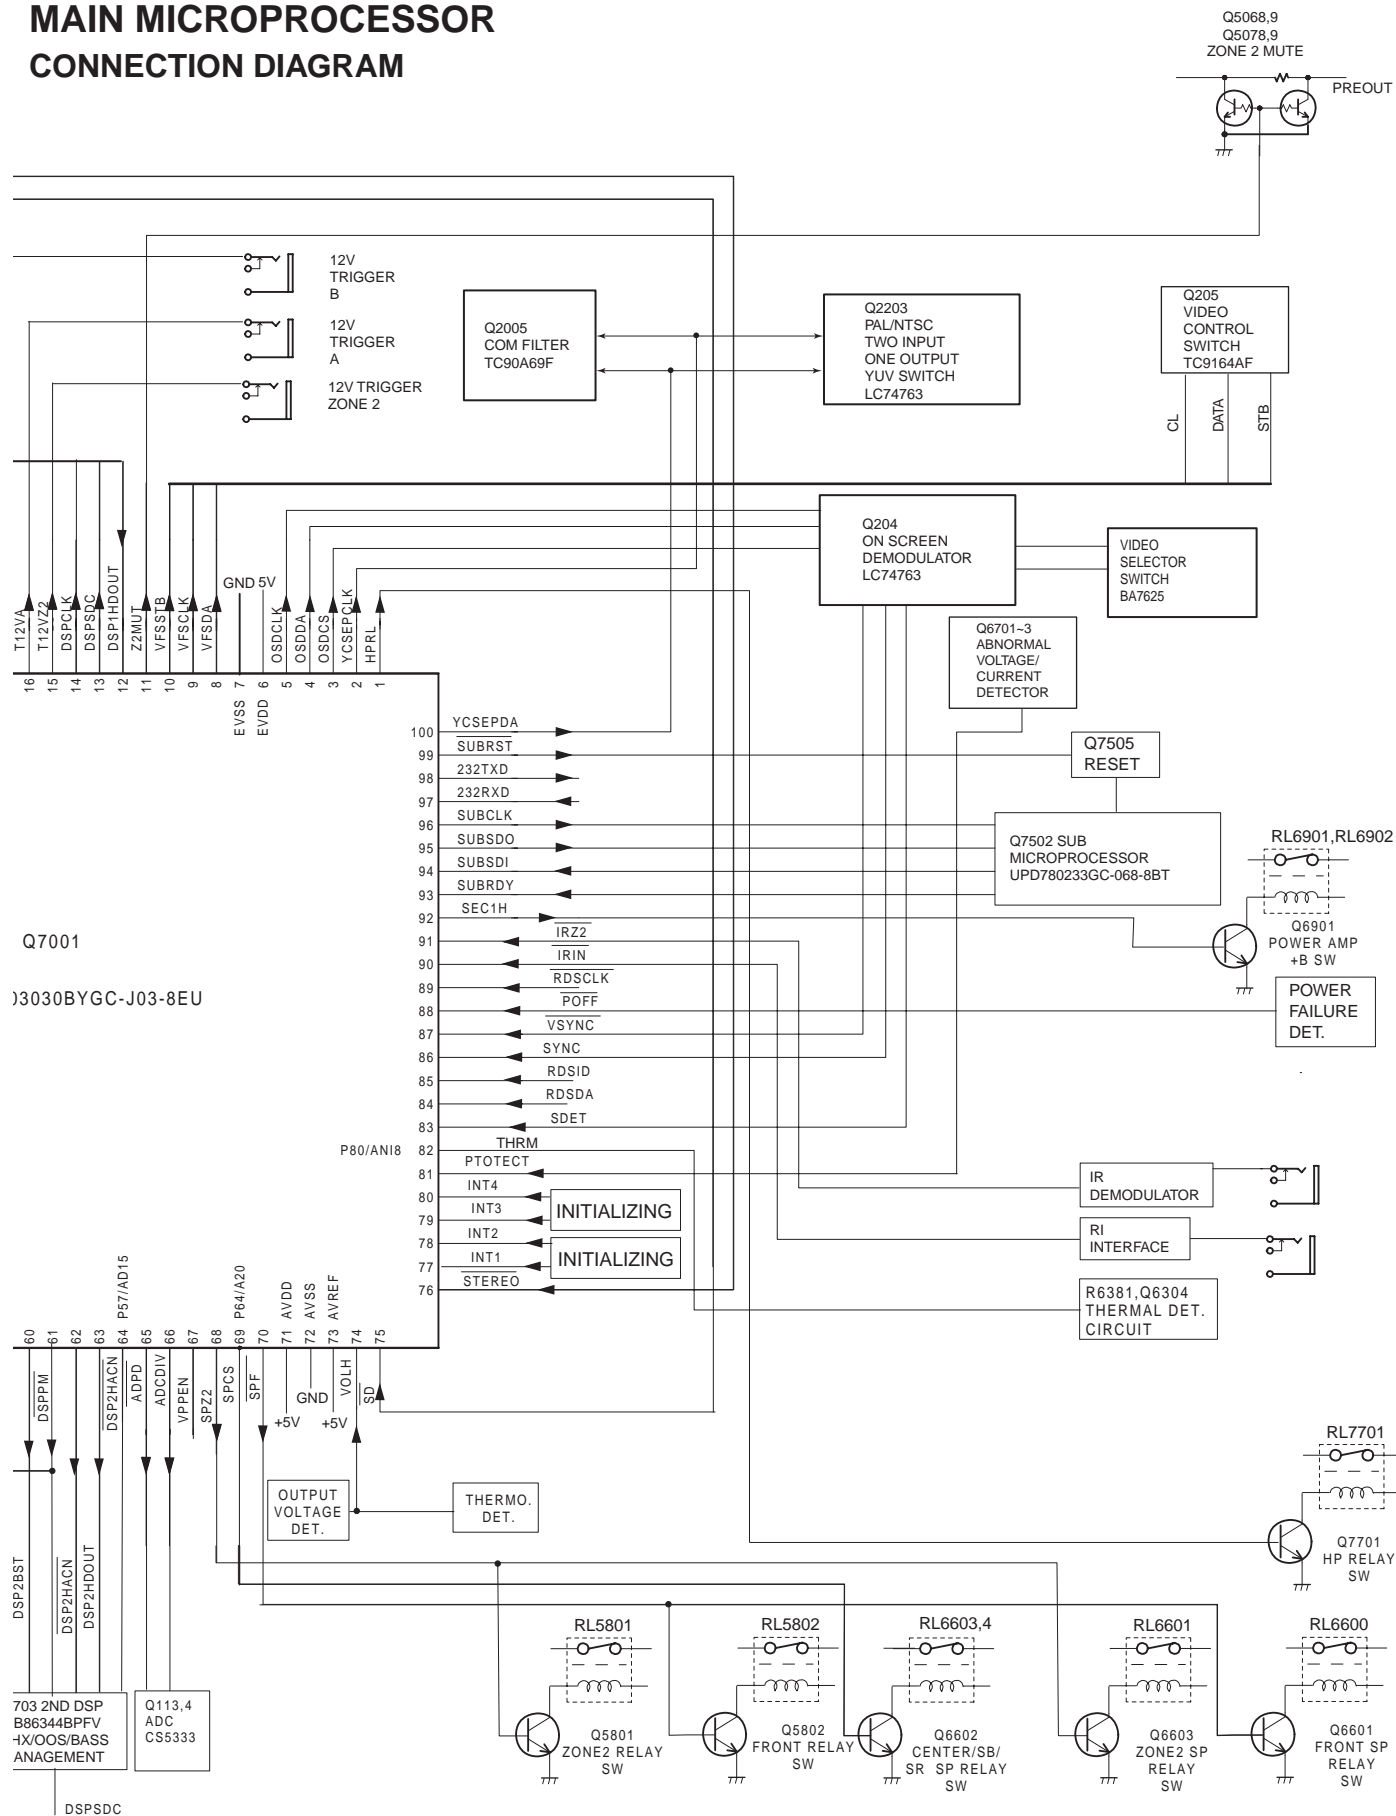 MAIN MICROPROCESSOR
CONNECTION DIAGRAM
Q5068,9
Q5078,9
ZONE 2 MUTE
PREOUT
12V
TRIGGER
B
12V
TRIGGER
A
12V TRIGGER
ZONE 2
Q2005
COM FILTER
TC90A69F
Q2203
PAL/NTSC
TWO INPUT
ONE OUTPUT
YUV SWITCH
LC74763
Q205
VIDEO
CONTROL
SWITCH
TC9164AF
CL
DATA
STB
Q204
ON SCREEN
DEMODULATOR
LC74763
VIDEO
SELECTOR
SWITCH
BA7625
Q6701~3
ABNORMAL
VOLTAGE/
CURRENT
DETECTOR
Q7505
RESET
Q7502 SUB
MICROPROCESSOR
UPD780233GC-068-8BT
RL6901,RL6902
Q6901
POWER AMP
+B SW
POWER
FAILURE
DET.
T12VA
T12VZ2
DSPCLK
DSPSDC
DSP1HDOUT
Z2MUT
VFSSTB
VFSCLK
VFSDA
GND 5V
OSDCLK
OSDDA
OSDCS
YCSEPCLK
HPRL
16
15
14
13
12
11
10
9
8
EVSS 7
EVDD 6
5
4
3
2
1
100 YCSEPDA
99 SUBRST
98 232TXD
97 232RXD
96 SUBCLK
95 SUBSDO
94 SUBSDI
93 SUBRDY
92 SEC1H
91 IRZ2
90 IRIN
89 RDSCLK
88 POFF
87 VSYNC
86 SYNC
85 RDSID
84 RDSDA
83 SDET
P80/ANI8 82 THRM
81 PTOTECT
80 INT4
79 INT3
78 INT2
77 INT1
76 STEREO
INITIALIZING
INITIALIZING
Q7001
03030BYGC-J03-8EU
IR
DEMODULATOR
RI
INTERFACE
R6381,Q6304
THERMAL DET.
CIRCUIT
60
61
62
63
64 P57/AD15
65
66
67
68
69 P64/A20
70
71 AVDD
72 AVSS
73 AVREF
74
75
DSPPM
DSP2HACN
ADPD
ADCDIV
VPPEN
SPZ2
SPCS
SPF
+5V
GND
+5V
VOLH
SD
OUTPUT
VOLTAGE
DET.
THERMO.
DET.
DSP2BST
DSP2HACN
DSP2HDOUT
RL7701
Q7701
HP RELAY
SW
RL5801
Q5801
ZONE2 RELAY
SW
RL5802
Q5802
FRONT RELAY
SW
RL6603,4
Q6602
CENTER/SB/
SR SP RELAY
SW
RL6601
Q6603
ZONE2 SP
RELAY
SW
RL6600
Q6601
FRONT SP
RELAY
SW
703 2ND DSP
B86344BPFV
HX/OOS/BASS
ANAGEMENT
Q113,4
ADC
CS5333
DSPSDC